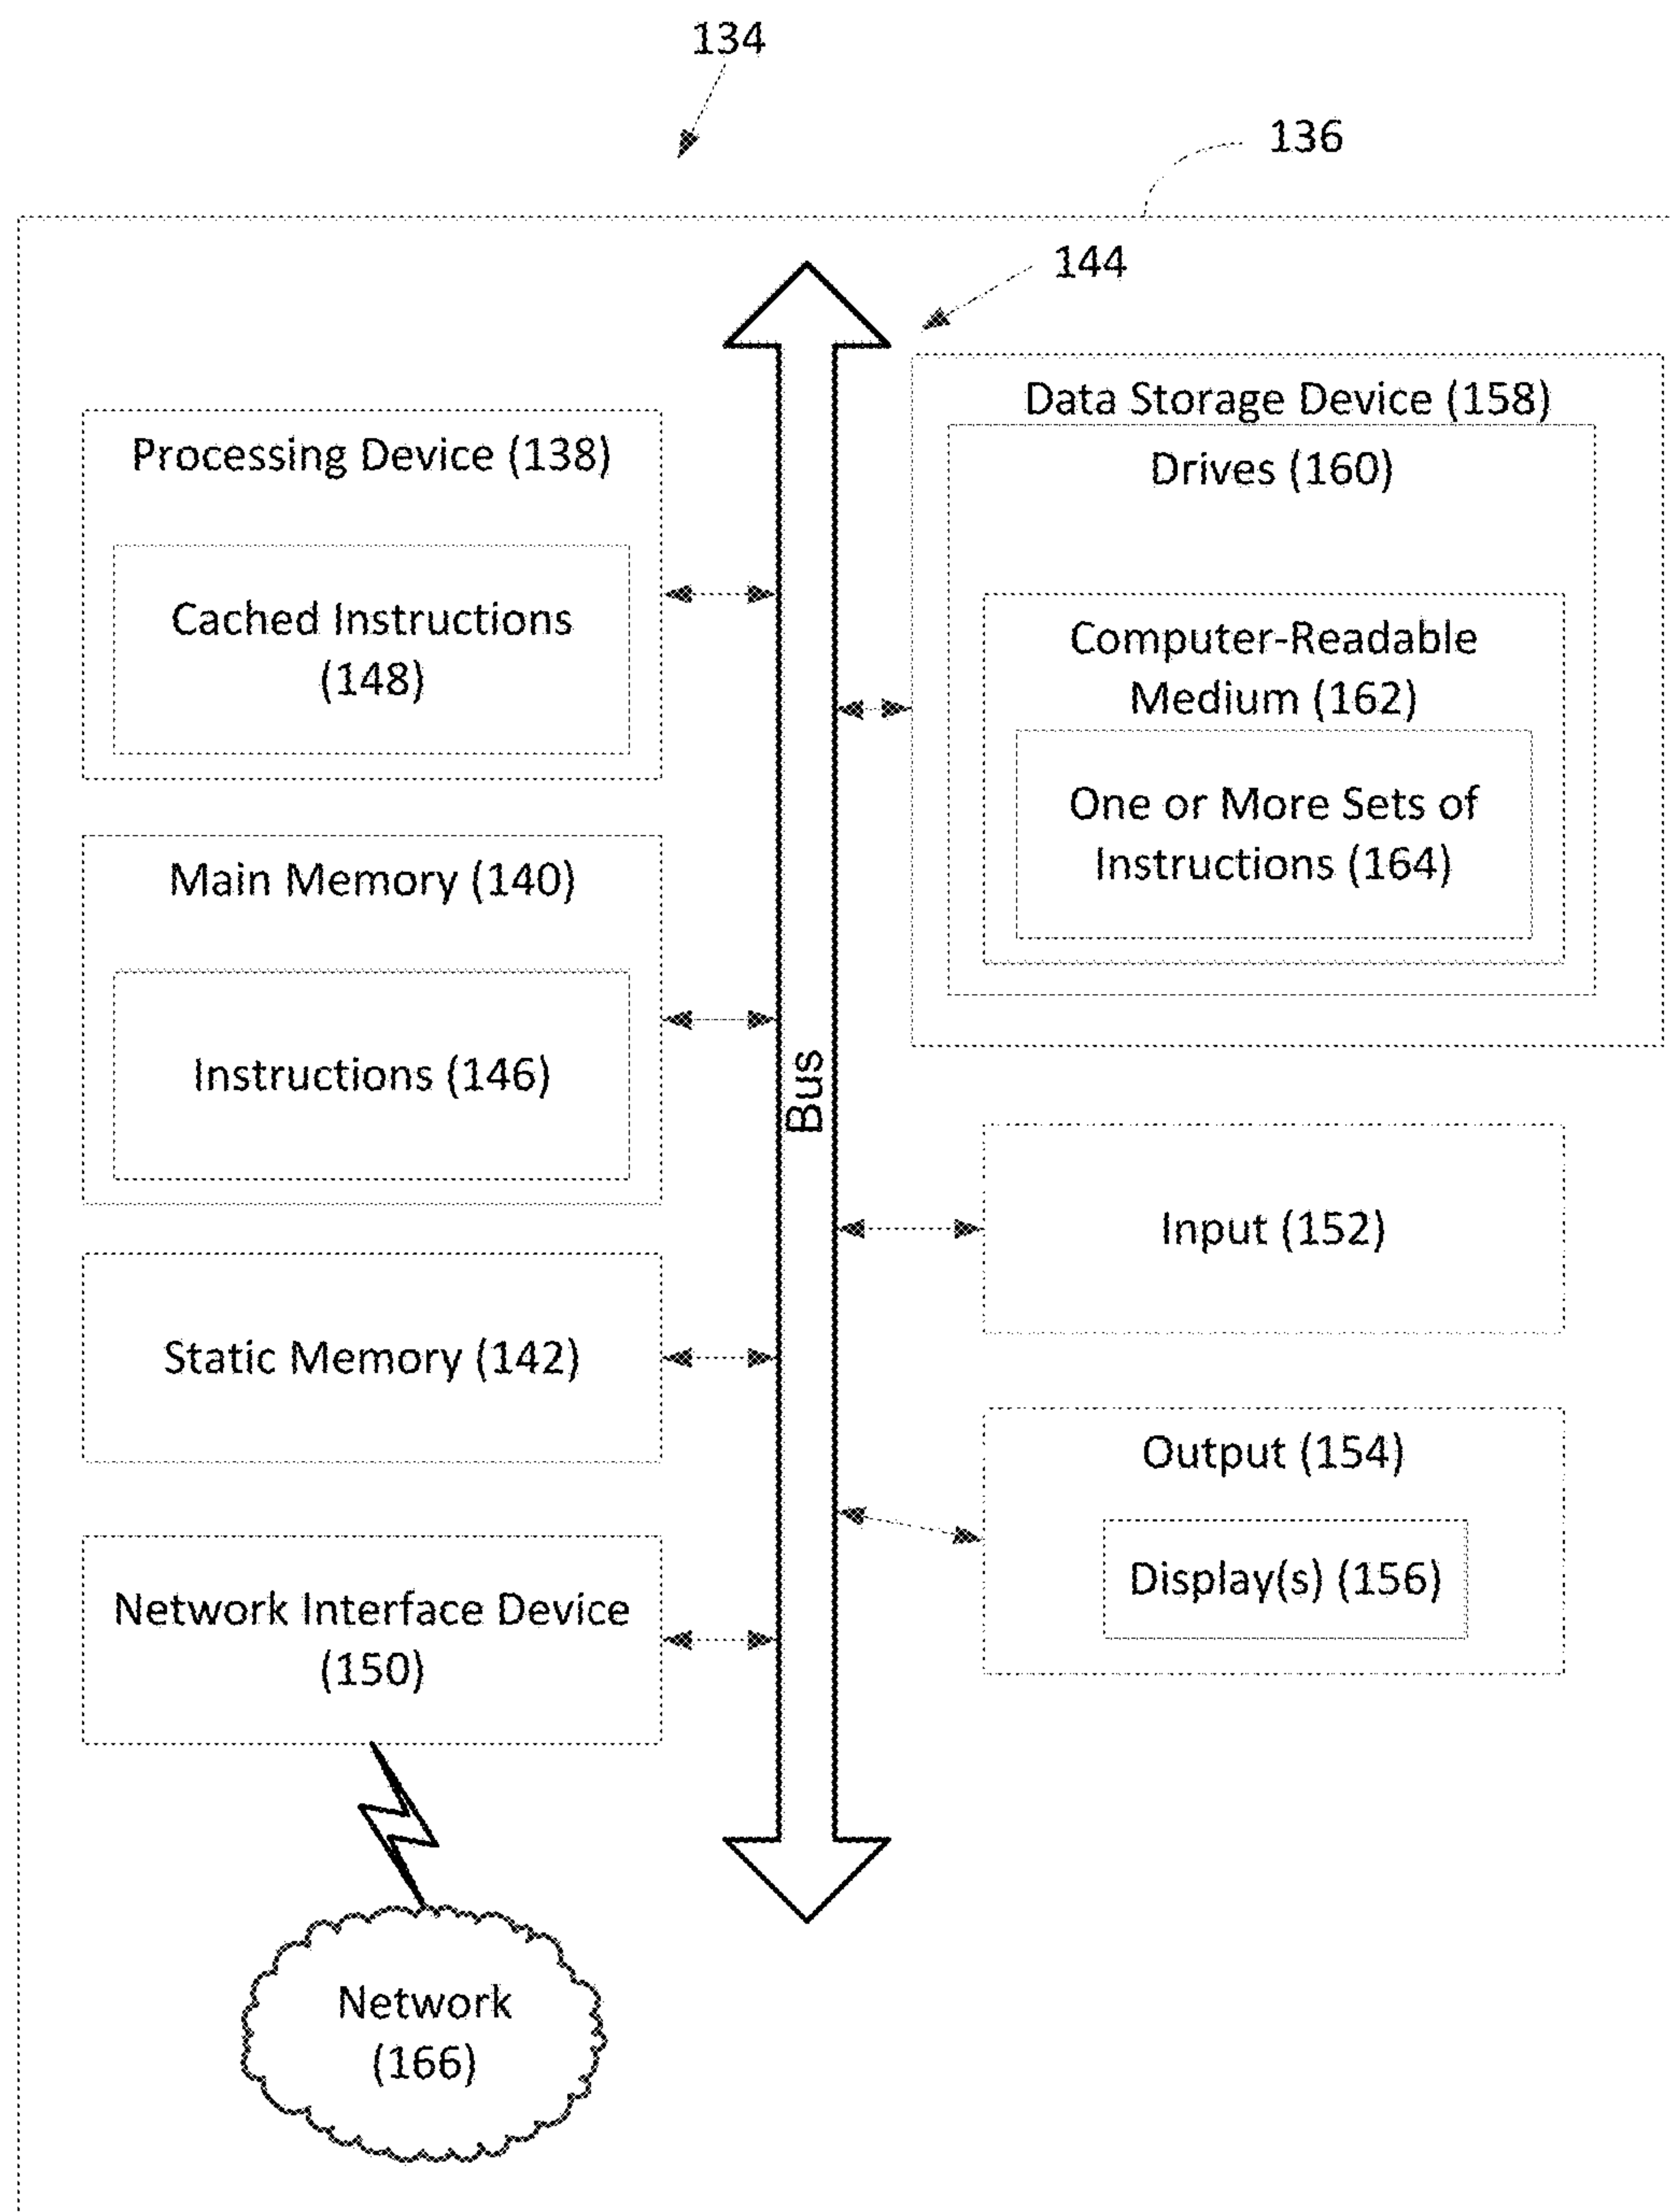 134
136
144
Processing Device (138)
Cached Instructions
(148)
Main Memory (140)
Instructions (146)
Static Memory (142)
Network Interface Device
(150)
Network
(166)
Bus
Data Storage Device (158)
Drives (160)
Computer-Readable
Medium (162)
One or More Sets of
Instructions (164)
Input (152)
Output (154)
Display(s) (156)